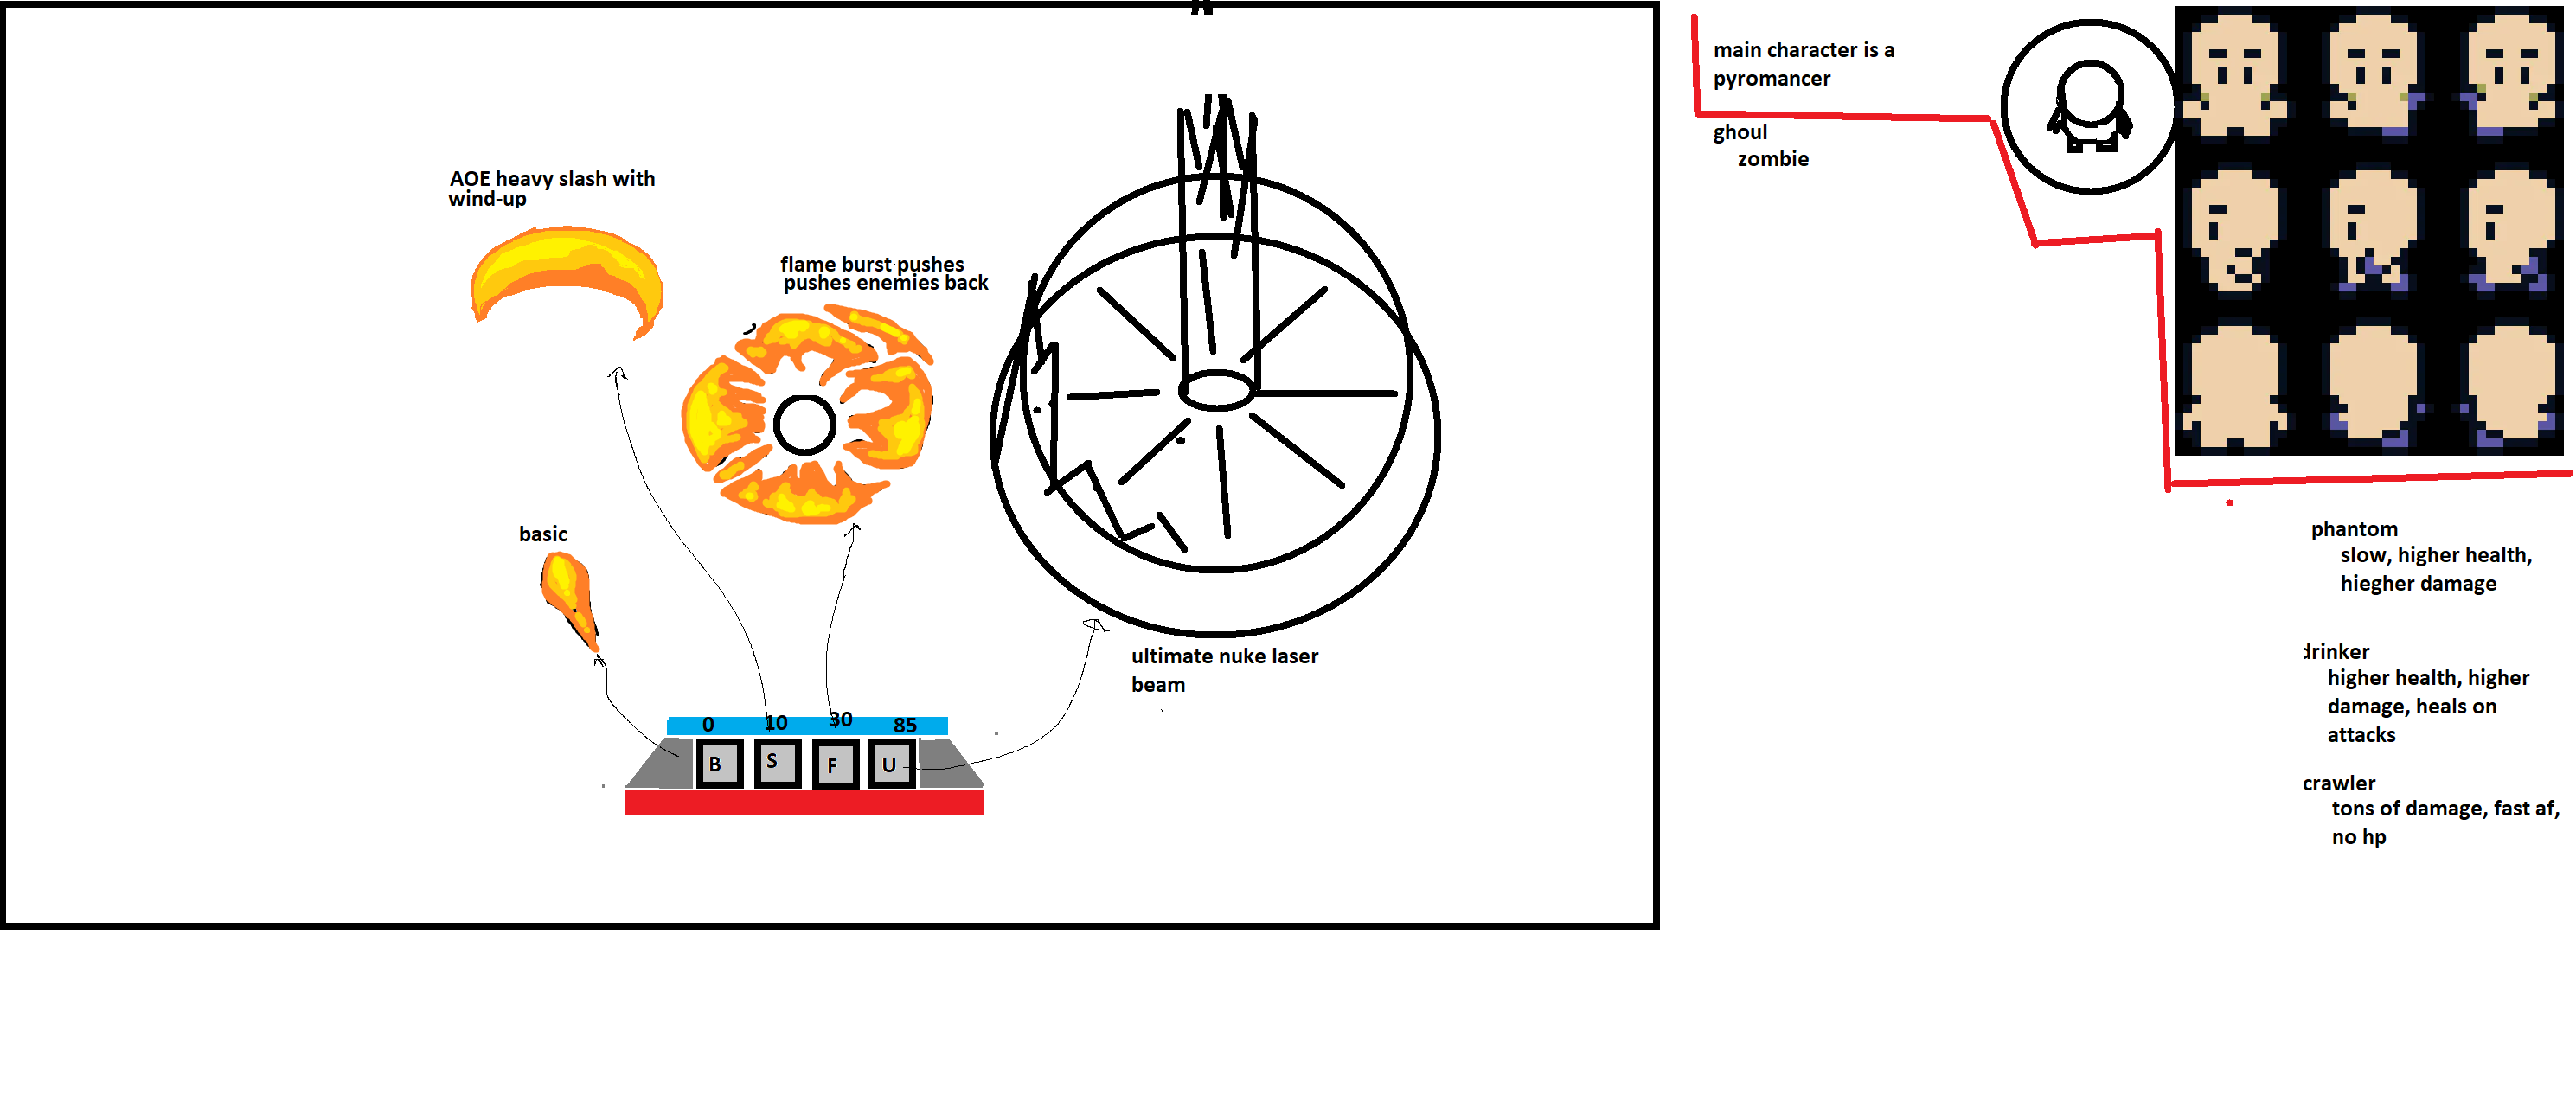 main character is a
pyromancer
ghoul
zombie
AOE heavy slash with
wind-up
flame burst pushes
pushes enemies back
basic
ultimate nuke laser
beam
0 10 30 85
B S F U
phantom
slow, higher health,
hiegher damage
drinker
higher health, higher
damage, heals on
attacks
crawler
tons of damage, fast af,
no hp